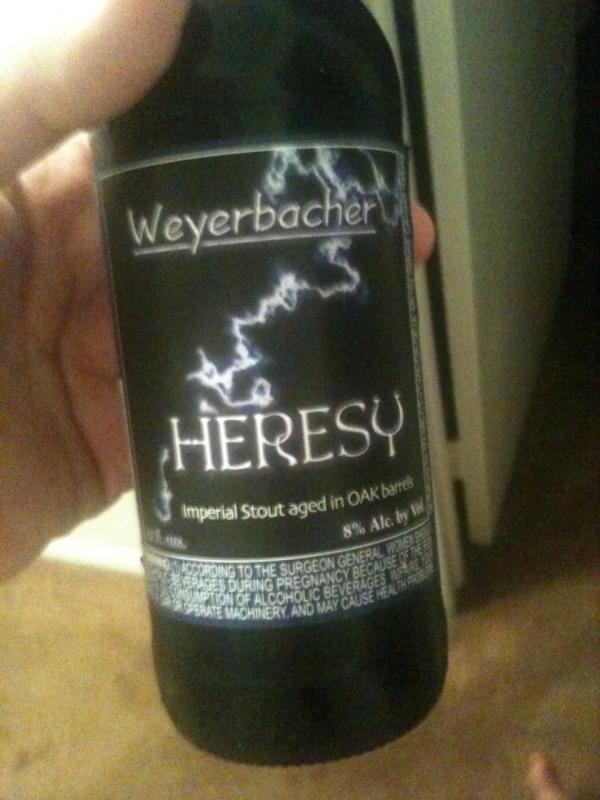 Weyerbacher
HERESY
Imperial Stout aged in OAK barrels
8% Alc. by Vol.
ACCORDING TO THE SURGEON GENERAL, WOMEN
BEVERAGES DURING PREGNANCY BECAUSE OF THE
CONSUMPTION OF ALCOHOLIC BEVERAGES
OR OPERATE MACHINERY, AND MAY CAUSE HEALTH